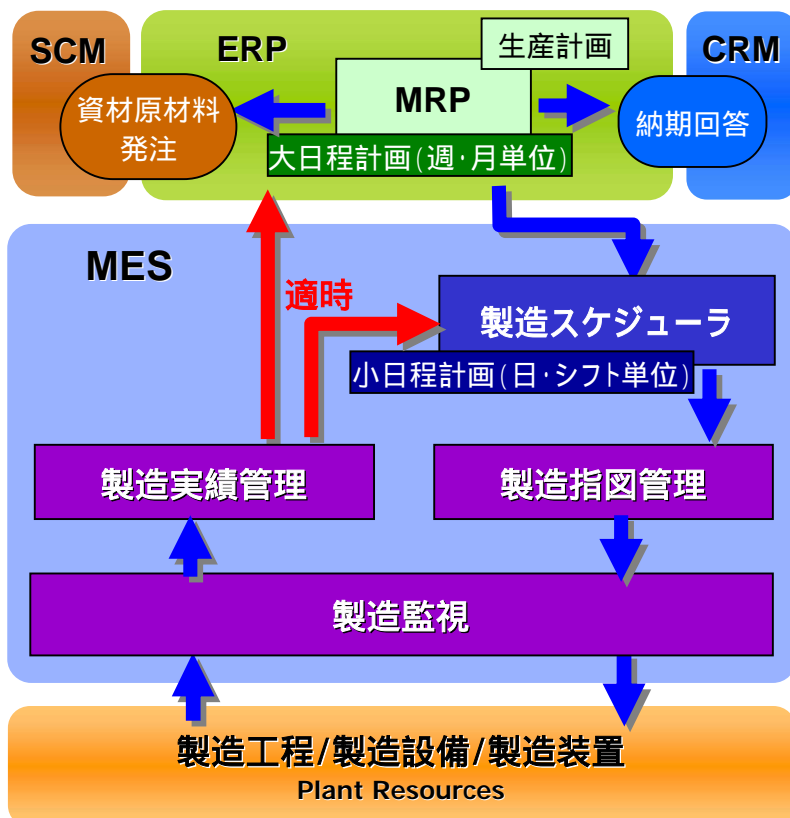 SCM
ERP
生産計画
CRM
MRP
資材原材料
発注
納期回答
大日程計画(週・月単位)
MES
適時
製造スケジューラ
小日程計画(日・シフト単位)
製造実績管理
製造指図管理
製造監視
製造工程/製造設備/製造装置
Plant Resources